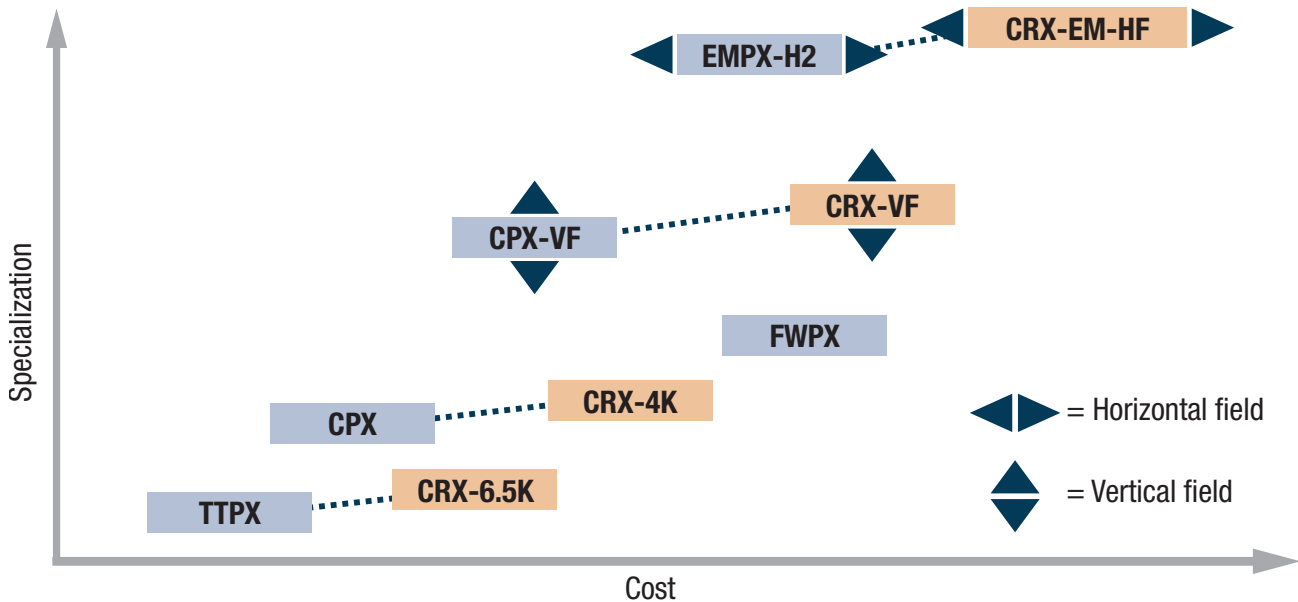 CRX-EM-HF
EMPX-H2
CRX-VF
CPX-VF
FWPX
CRX-4K
CPX
CRX-6.5K
TTPX
= Horizontal field
= Vertical field
Specialization
Cost